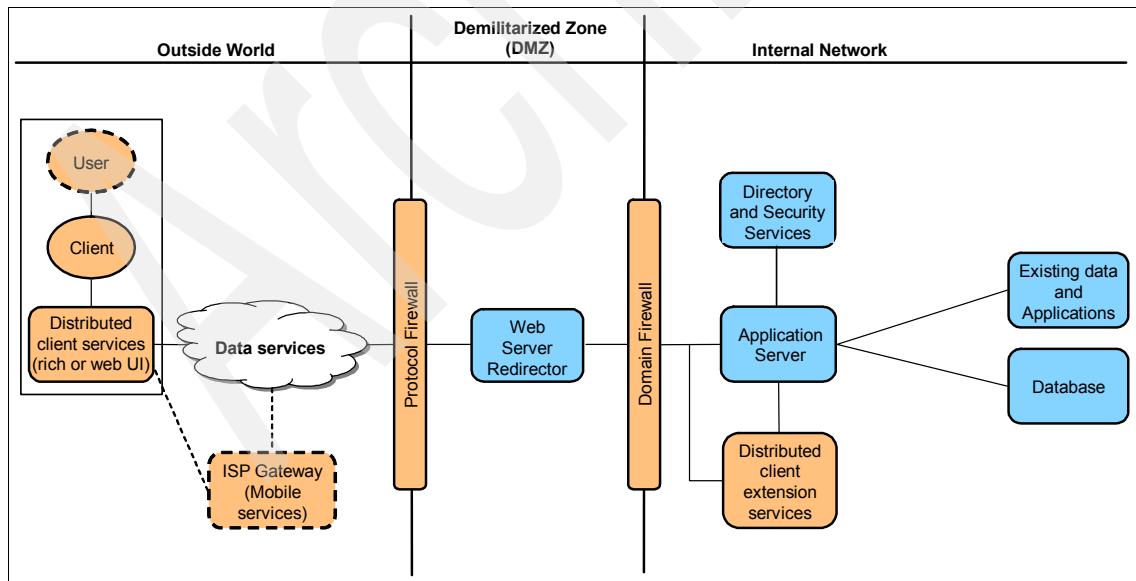 Outside World
Demilitarized Zone
(DMZ)
Internal Network
User
Client
Distributed
client services
(rich or web UI)
Data services
ISP Gateway
(Mobile
services)
Protocol Firewall
Web
Server
Redirector
Domain Firewall
Directory
and Security
Services
Application
Server
Distributed
client
extension
services
Existing data
and
Applications
Database